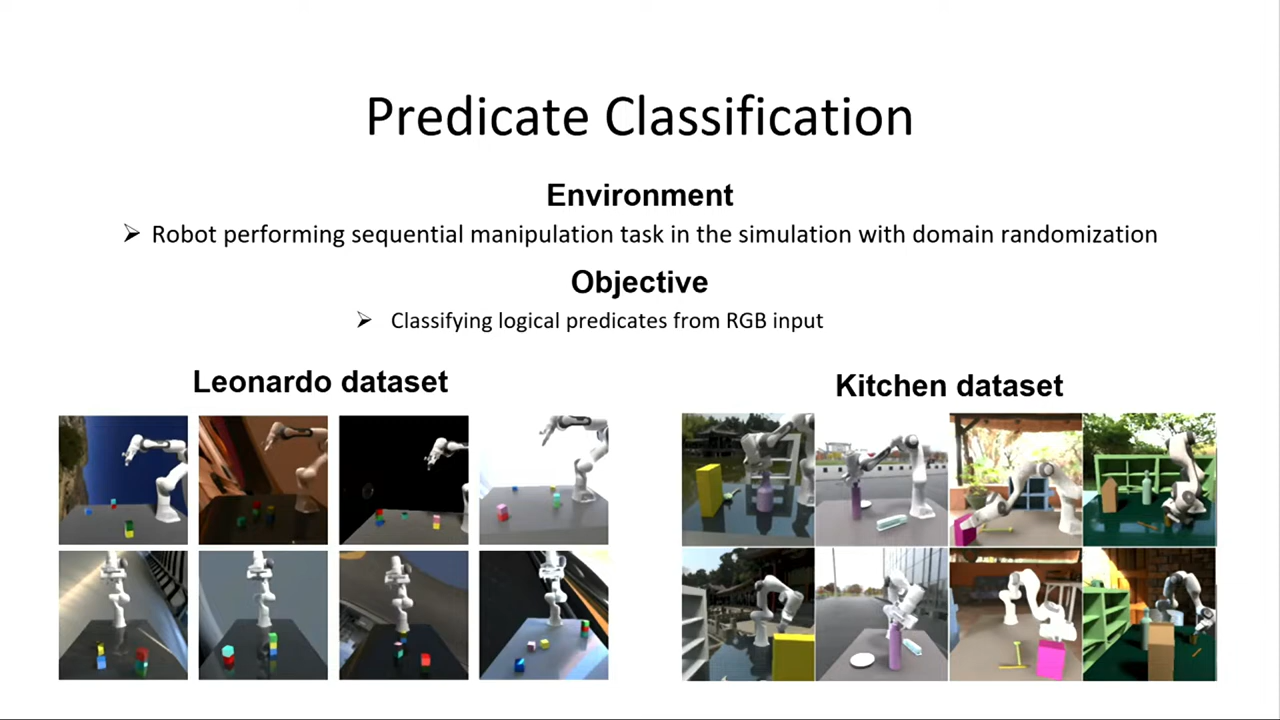 Predicate Classification
Environment
➢ Robot performing sequential manipulation task in the simulation with domain randomization
Objective
➢ Classifying logical predicates from RGB input
Leonardo dataset
Kitchen dataset